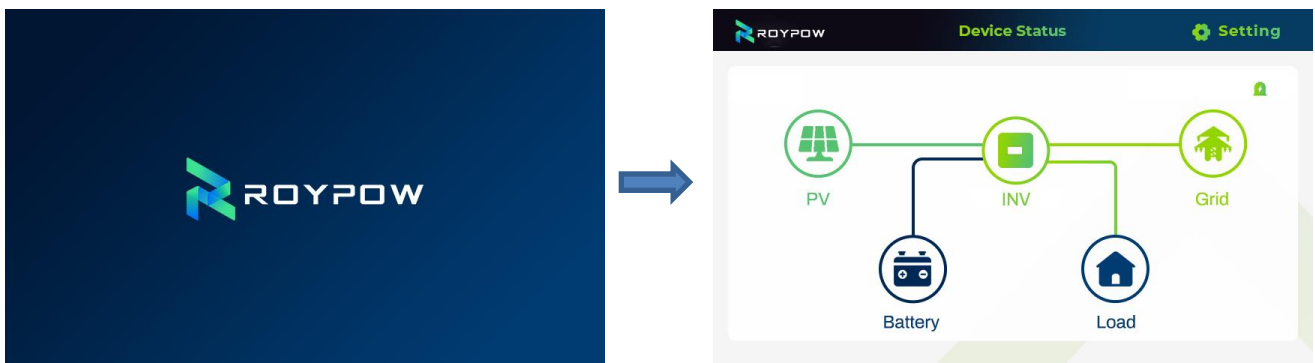 ROYPOW
ROYPOW
Device Status
Setting
PV
INV
Grid
Battery
Load